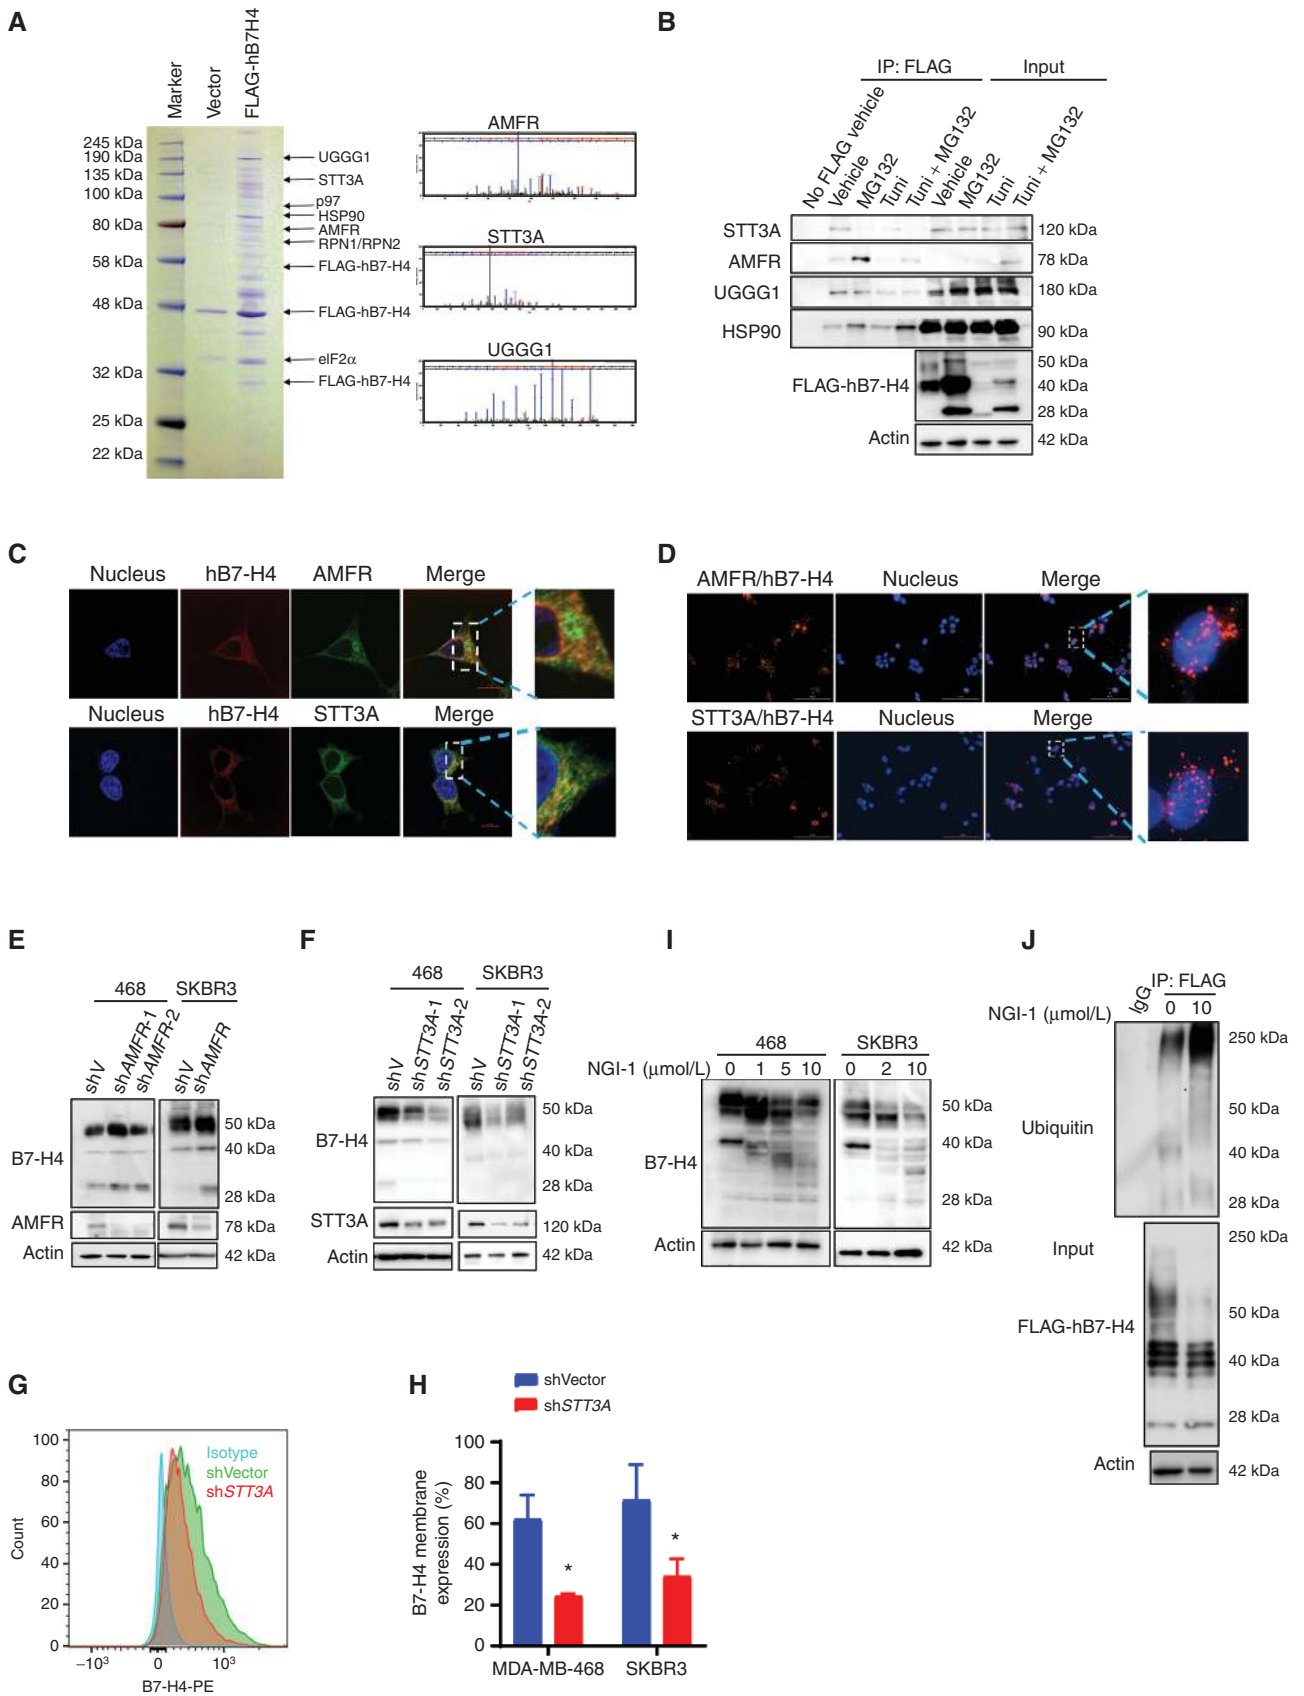 A
Marker
Vector
FLAG-hB7H4
245 kDa
190 kDa
135 kDa
100 kDa
80 kDa
58 kDa
48 kDa
32 kDa
25 kDa
22 kDa
UGGG1
STT3A
p97
HSP90
AMFR
RPN1/RPN2
FLAG-hB7-H4
FLAG-hB7-H4
eIF2α
FLAG-hB7-H4
AMFR
STT3A
UGGG1
B
IP: FLAG
Input
No FLAG vehicle
Vehicle
MG132
Tuni
Tuni + MG132
Vehicle
MG132
Tuni
Tuni + MG132
STT3A
120 kDa
AMFR
78 kDa
UGGG1
180 kDa
HSP90
90 kDa
FLAG-hB7-H4
50 kDa
40 kDa
28 kDa
Actin
42 kDa
C
Nucleus
hB7-H4
AMFR
Merge
Nucleus
hB7-H4
STT3A
Merge
D
AMFR/hB7-H4
Nucleus
Merge
STT3A/hB7-H4
Nucleus
Merge
E
468
SKBR3
shV
shAMFR-1
shAMFR-2
shV
shAMFR
B7-H4
50 kDa
40 kDa
28 kDa
AMFR
78 kDa
Actin
42 kDa
F
468
SKBR3
shV
shSTT3A-1
shSTT3A-2
shV
shSTT3A-1
shSTT3A-2
B7-H4
50 kDa
40 kDa
28 kDa
STT3A
120 kDa
Actin
42 kDa
I
468
SKBR3
NGI-1 (μmol/L)
0 1 5 10
0 2 10
B7-H4
50 kDa
40 kDa
28 kDa
Actin
42 kDa
J
IgG
IP: FLAG
NGI-1 (μmol/L)
0 10
Ubiquitin
250 kDa
50 kDa
40 kDa
28 kDa
Input
250 kDa
FLAG-hB7-H4
50 kDa
40 kDa
28 kDa
Actin
42 kDa
G
Count
100
80
60
40
20
0
Isotype
shVector
shSTT3A
−10³
0
10³
B7-H4-PE
H
shVector
shSTT3A
B7-H4 membrane
expression (%)
100
80
60
40
20
0
*
*
MDA-MB-468
SKBR3